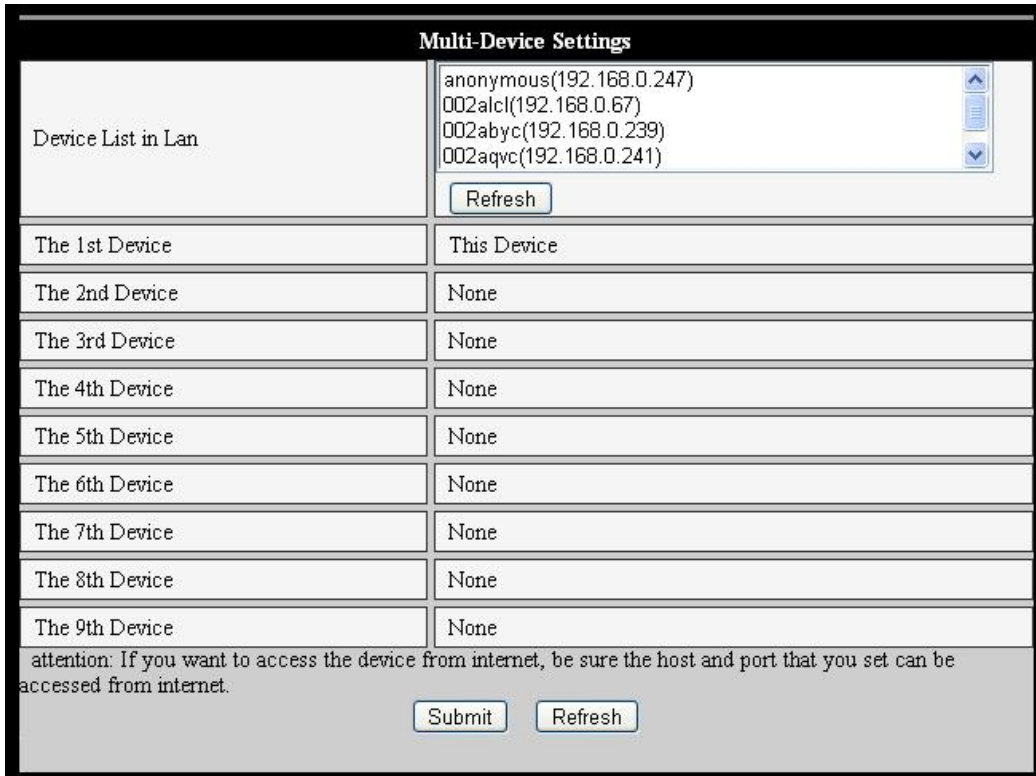 Multi-Device Settings
Device List in Lan
anonymous(192.168.0.247)
002alcl(192.168.0.67)
002abyc(192.168.0.239)
002aqvc(192.168.0.241)
Refresh
The 1st Device This Device
The 2nd Device None
The 3rd Device None
The 4th Device None
The 5th Device None
The 6th Device None
The 7th Device None
The 8th Device None
The 9th Device None
attention: If you want to access the device from internet, be sure the host and port that you set can be
accessed from internet.
Submit Refresh